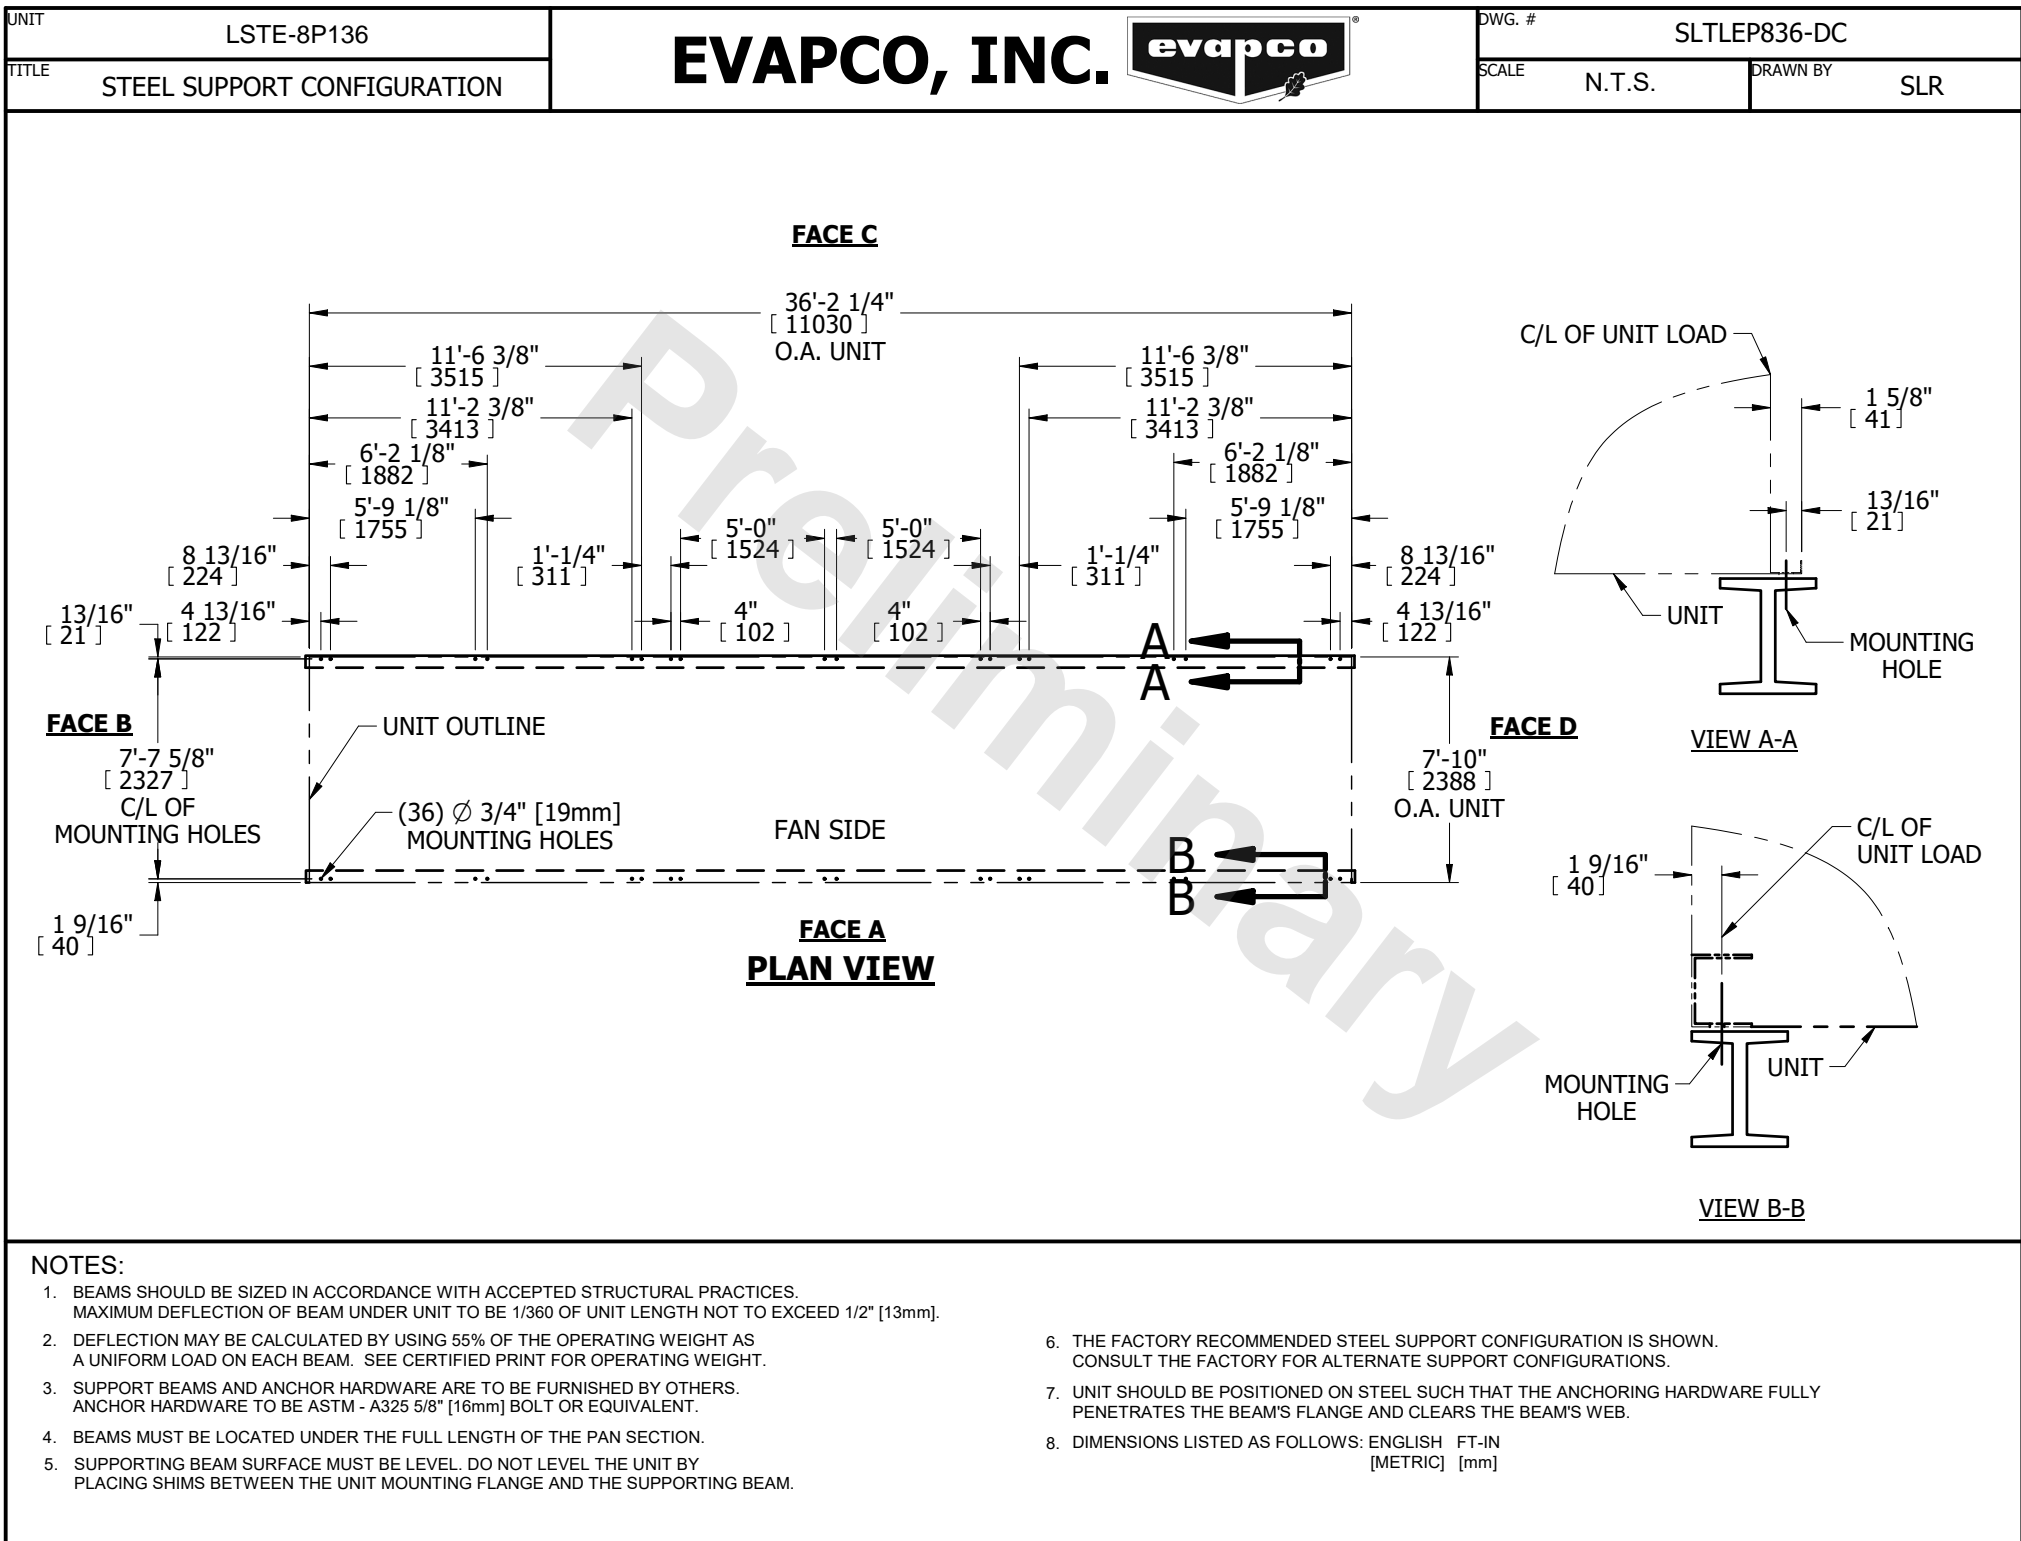 UNIT
LSTE-8P136
TITLE
STEEL SUPPORT CONFIGURATION
EVAPCO, INC.
evapco
®
DWG. #
SLTLEP836-DC
SCALE
N.T.S.
DRAWN BY
SLR
FACE C
36'-2 1/4"
[ 11030 ]
O.A. UNIT
11'-6 3/8"
[ 3515 ]
11'-6 3/8"
[ 3515 ]
11'-2 3/8"
[ 3413 ]
11'-2 3/8"
[ 3413 ]
6'-2 1/8"
[ 1882 ]
6'-2 1/8"
[ 1882 ]
5'-9 1/8"
[ 1755 ]
5'-0"
[ 1524 ]
5'-0"
[ 1524 ]
5'-9 1/8"
[ 1755 ]
8 13/16"
[ 224 ]
1'-1/4"
[ 311 ]
1'-1/4"
[ 311 ]
8 13/16"
[ 224 ]
13/16"
[ 21 ]
4 13/16"
[ 122 ]
4"
[ 102 ]
4"
[ 102 ]
4 13/16"
[ 122 ]
A
A
FACE B
7'-7 5/8"
[ 2327 ]
C/L OF
MOUNTING HOLES
UNIT OUTLINE
(36) Ø 3/4" [19mm]
MOUNTING HOLES
FAN SIDE
B
B
FACE D
7'-10"
[ 2388 ]
O.A. UNIT
1 9/16"
[ 40 ]
FACE A
PLAN VIEW
Preliminary
C/L OF UNIT LOAD
1 5/8"
[ 41 ]
13/16"
[ 21 ]
UNIT
MOUNTING
HOLE
VIEW A-A
C/L OF
UNIT LOAD
1 9/16"
[ 40 ]
UNIT
MOUNTING
HOLE
VIEW B-B
NOTES:
1. BEAMS SHOULD BE SIZED IN ACCORDANCE WITH ACCEPTED STRUCTURAL PRACTICES.
MAXIMUM DEFLECTION OF BEAM UNDER UNIT TO BE 1/360 OF UNIT LENGTH NOT TO EXCEED 1/2" [13mm].
2. DEFLECTION MAY BE CALCULATED BY USING 55% OF THE OPERATING WEIGHT AS
A UNIFORM LOAD ON EACH BEAM. SEE CERTIFIED PRINT FOR OPERATING WEIGHT.
3. SUPPORT BEAMS AND ANCHOR HARDWARE ARE TO BE FURNISHED BY OTHERS.
ANCHOR HARDWARE TO BE ASTM - A325 5/8" [16mm] BOLT OR EQUIVALENT.
4. BEAMS MUST BE LOCATED UNDER THE FULL LENGTH OF THE PAN SECTION.
5. SUPPORTING BEAM SURFACE MUST BE LEVEL. DO NOT LEVEL THE UNIT BY
PLACING SHIMS BETWEEN THE UNIT MOUNTING FLANGE AND THE SUPPORTING BEAM.
6. THE FACTORY RECOMMENDED STEEL SUPPORT CONFIGURATION IS SHOWN.
CONSULT THE FACTORY FOR ALTERNATE SUPPORT CONFIGURATIONS.
7. UNIT SHOULD BE POSITIONED ON STEEL SUCH THAT THE ANCHORING HARDWARE FULLY
PENETRATES THE BEAM'S FLANGE AND CLEARS THE BEAM'S WEB.
8. DIMENSIONS LISTED AS FOLLOWS: ENGLISH FT-IN
[METRIC] [mm]